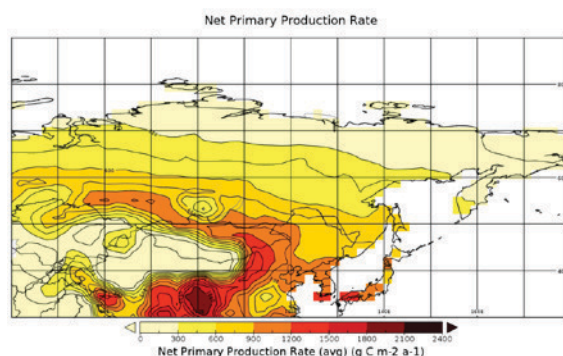 Net Primary Production Rate
0 300 600 900 1200 1500 1800 2100 2400
Net Primary Production Rate (avg) (g C m-2 a-1)